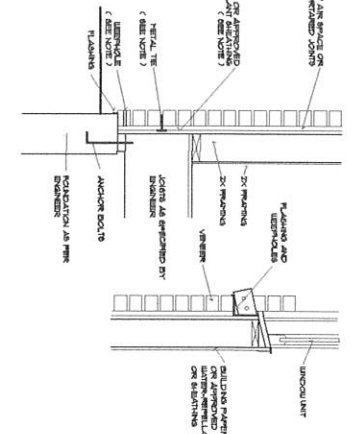 AIR SPACE OR
MORTARED JOINTS
OR APPROVED
SHEATHING
( SEE NOTE )
METAL TIE
( SEE NOTE )
WEEPHOLE
( SEE NOTE )
FLASHING
2X FRAMING
2X FRAMING
JOISTS AS SPECIFIED BY
ENGINEER
ANCHOR BOLTS
FOUNDATION AS PER
ENGINEER
FLASHING AND
WEEPHOLES
VENEER
WINDOW UNIT
BUILDING PAPER
OR APPROVED
WATER-REPELLA
OR SHEATHING